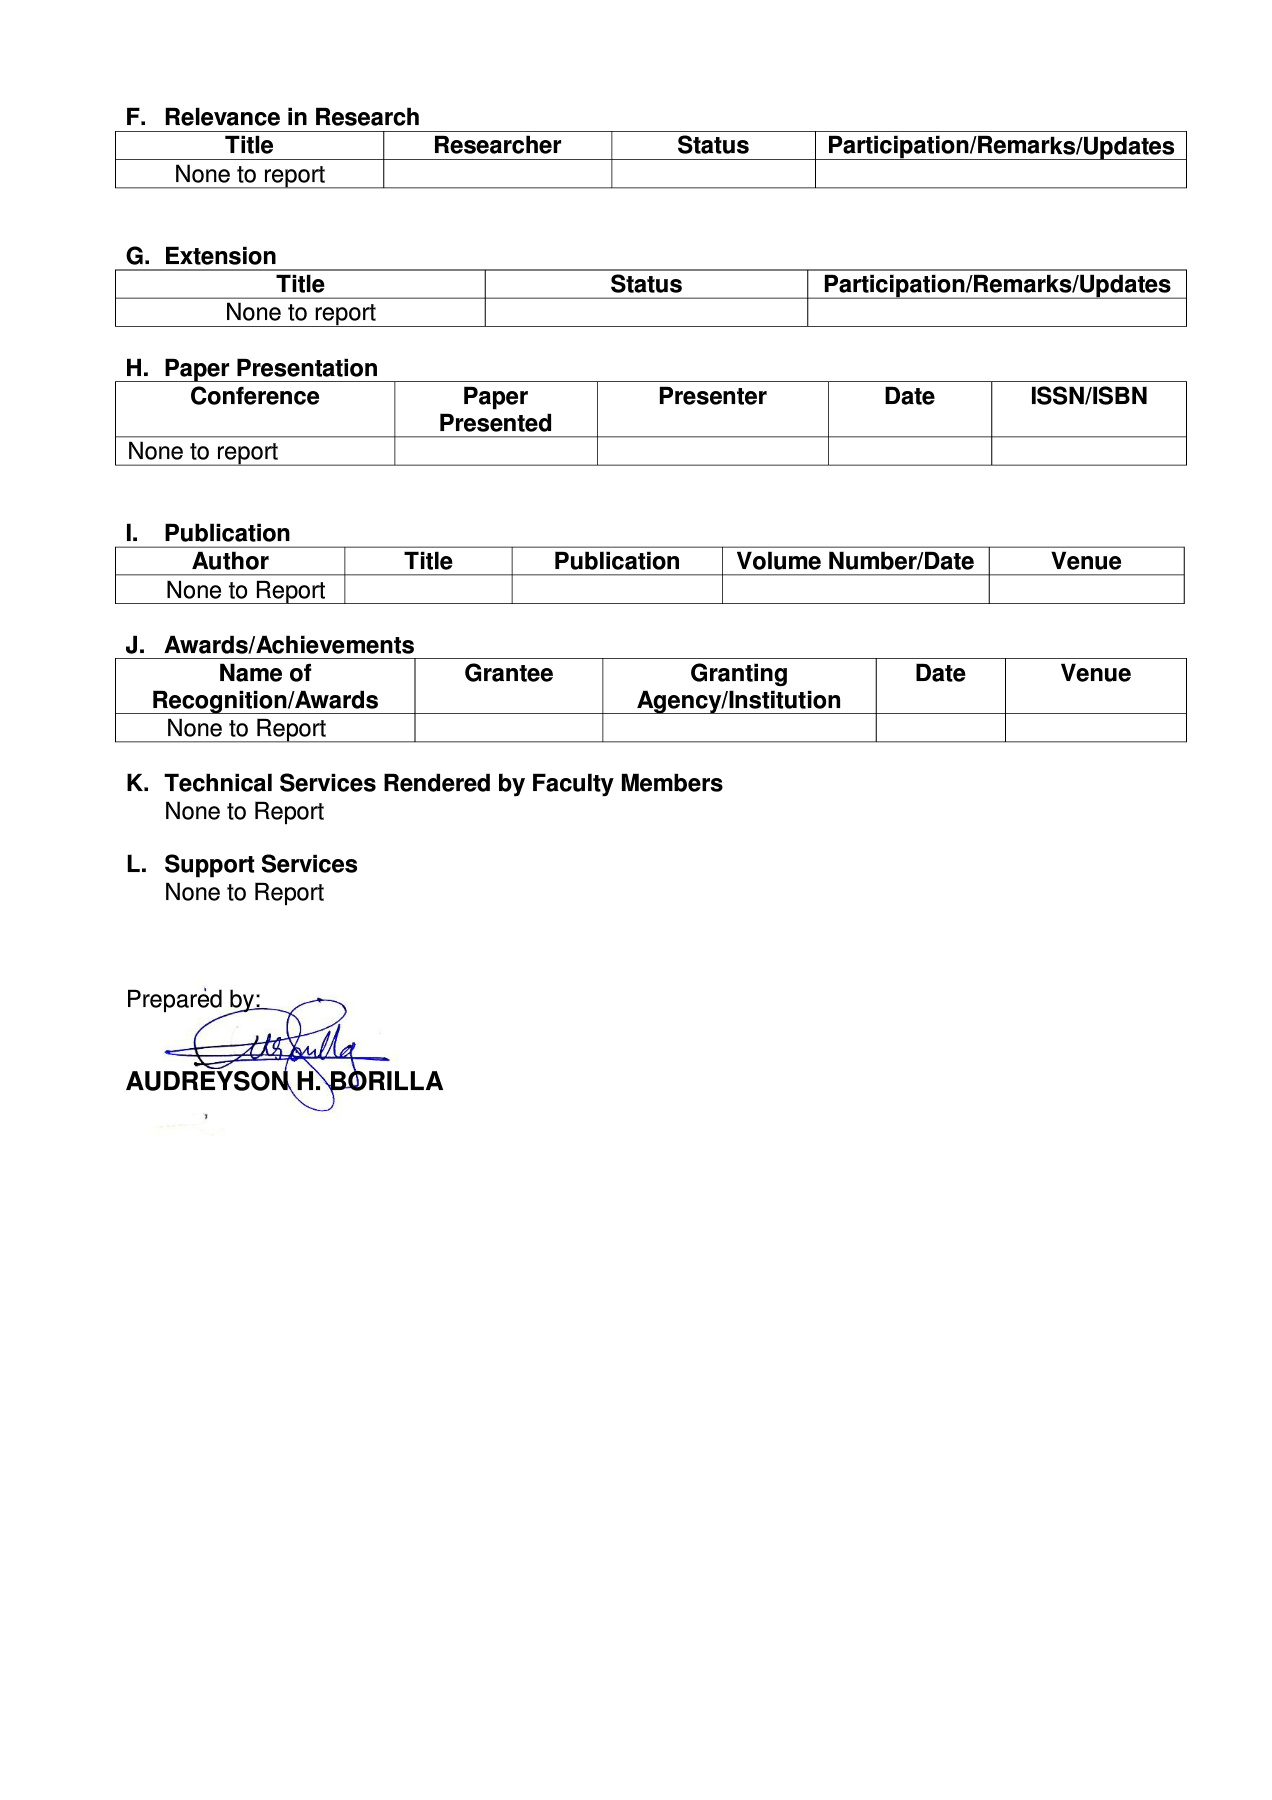 F. Relevance in Research
Title Researcher Status Participation/Remarks/Updates
None to report
G. Extension
Title Status Participation/Remarks/Updates
None to report
H. Paper Presentation
Conference Paper Presented Presenter Date ISSN/ISBN
None to report
I. Publication
Author Title Publication Volume Number/Date Venue
None to Report
J. Awards/Achievements
Name of Recognition/Awards Grantee Granting Agency/Institution Date Venue
None to Report
K. Technical Services Rendered by Faculty Members
None to Report
L. Support Services
None to Report
Prepared by:
AUDREYSON H. BORILLA